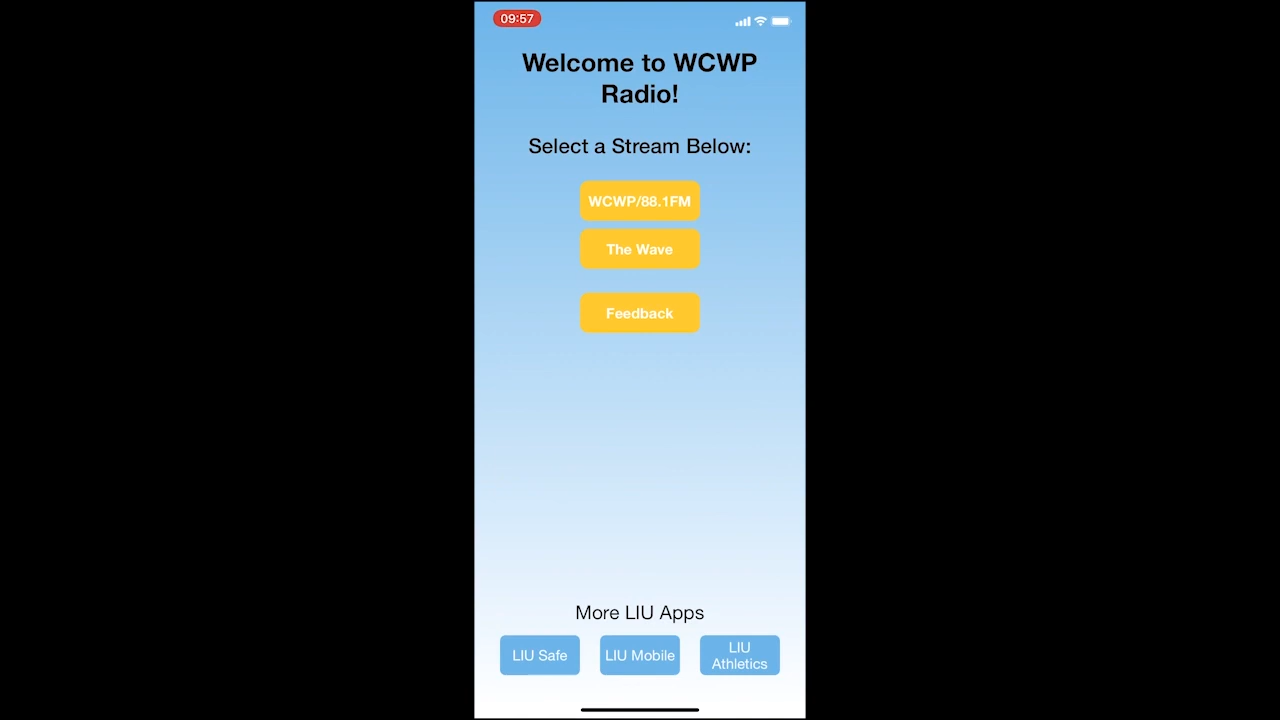 09:57
Welcome to WCWP
Radio!
Select a Stream Below:
WCWP/88.1FM
The Wave
Feedback
More LIU Apps
LIU Safe
LIU Mobile
LIU
Athletics